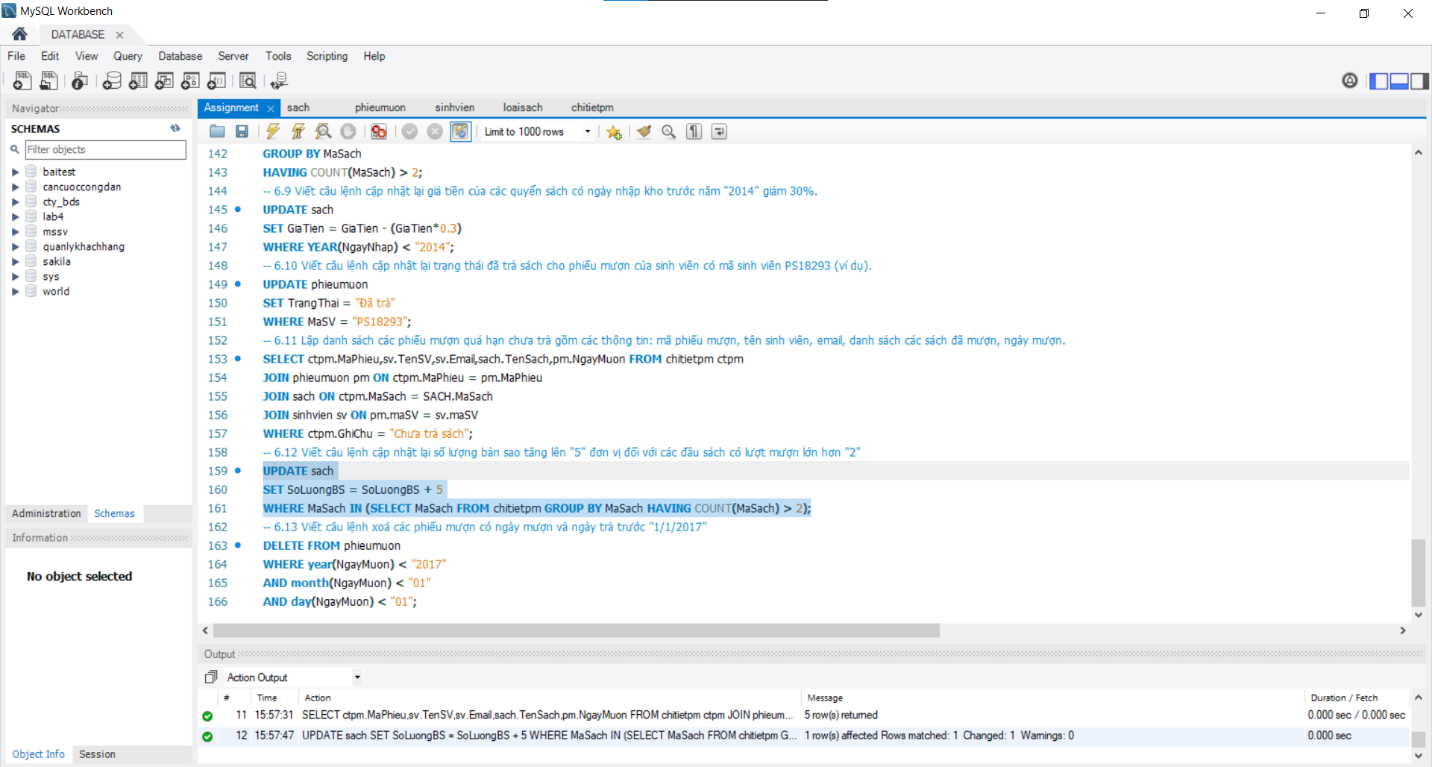 MySQL Workbench
DATABASE
File Edit View Query Database Server Tools Scripting Help
Navigator
SCHEMAS
Filter objects
baitest
cancuoccongdan
cty_bds
lab4
mssv
quanlykhachhang
sakila
sys
world
Administration Schemas
Information
No object selected
Object Info Session
Assignment sach phieumuon sinhvien loaisach chitietpm
Limit to 1000 rows
142 GROUP BY MaSach
143 HAVING COUNT(MaSach) > 2;
144 -- 6.9 Viết câu lệnh cập nhật lại giá tiền của các quyển sách có ngày nhập kho trước năm "2014" giảm 30%.
145 UPDATE sach
146 SET GiaTien = GiaTien - (GiaTien*0.3)
147 WHERE YEAR(NgayNhap) < "2014";
148 -- 6.10 Viết câu lệnh cập nhật lại trạng thái đã trả sách cho phiếu mượn của sinh viên có mã sinh viên PS18293 (ví dụ).
149 UPDATE phieumuon
150 SET TrangThai = "Đã trả"
151 WHERE MaSV = "PS18293";
152 -- 6.11 Lập danh sách các phiếu mượn quá hạn chưa trả gồm các thông tin: mã phiếu mượn, tên sinh viên, email, danh sách các sách đã mượn, ngày mượn.
153 SELECT ctpm.MaPhieu,sv.TenSV,sv.Email,sach.TenSach,pm.NgayMuon FROM chitietpm ctpm
154 JOIN phieumuon pm ON ctpm.MaPhieu = pm.MaPhieu
155 JOIN sach ON ctpm.MaSach = SACH.MaSach
156 JOIN sinhvien sv ON pm.maSV = sv.maSV
157 WHERE ctpm.GhiChu = "Chưa trả sách";
158 -- 6.12 Viết câu lệnh cập nhật lại số lượng bản sao tăng lên "5" đơn vị đối với các đầu sách có lượt mượn lớn hơn "2"
159 UPDATE sach
160 SET SoLuongBS = SoLuongBS + 5
161 WHERE MaSach IN (SELECT MaSach FROM chitietpm GROUP BY MaSach HAVING COUNT(MaSach) > 2);
162 -- 6.13 Viết câu lệnh xoá các phiếu mượn có ngày mượn và ngày trả trước "1/1/2017"
163 DELETE FROM phieumuon
164 WHERE year(NgayMuon) < "2017"
165 AND month(NgayMuon) < "01"
166 AND day(NgayMuon) < "01";
Output
Action Output
# Time Action Message Duration / Fetch
11 15:57:31 SELECT ctpm.MaPhieu,sv.TenSV,sv.Email,sach.TenSach,pm.NgayMuon FROM chitietpm ctpm JOIN phieum... 5 row(s) returned 0.000 sec / 0.000 sec
12 15:57:47 UPDATE sach SET SoLuongBS = SoLuongBS + 5 WHERE MaSach IN (SELECT MaSach FROM chitietpm G... 1 row(s) affected Rows matched: 1 Changed: 1 Warnings: 0 0.000 sec